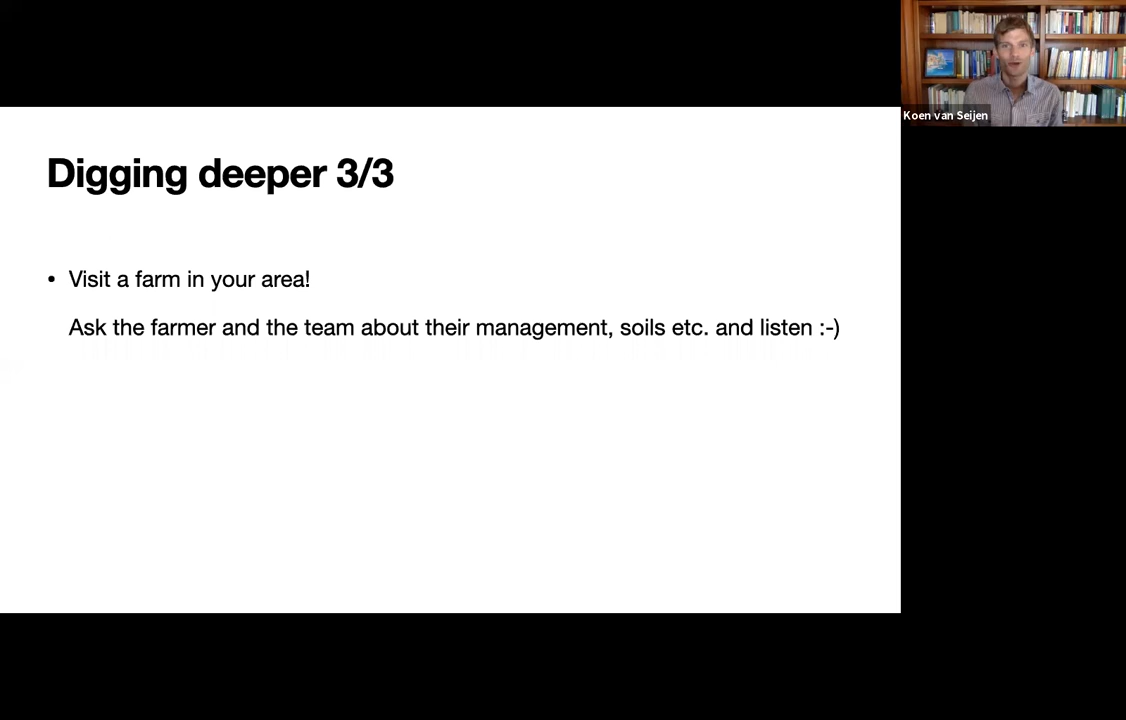 Koen van Seijen
Digging deeper 3/3
• Visit a farm in your area!
Ask the farmer and the team about their management, soils etc. and listen :-)